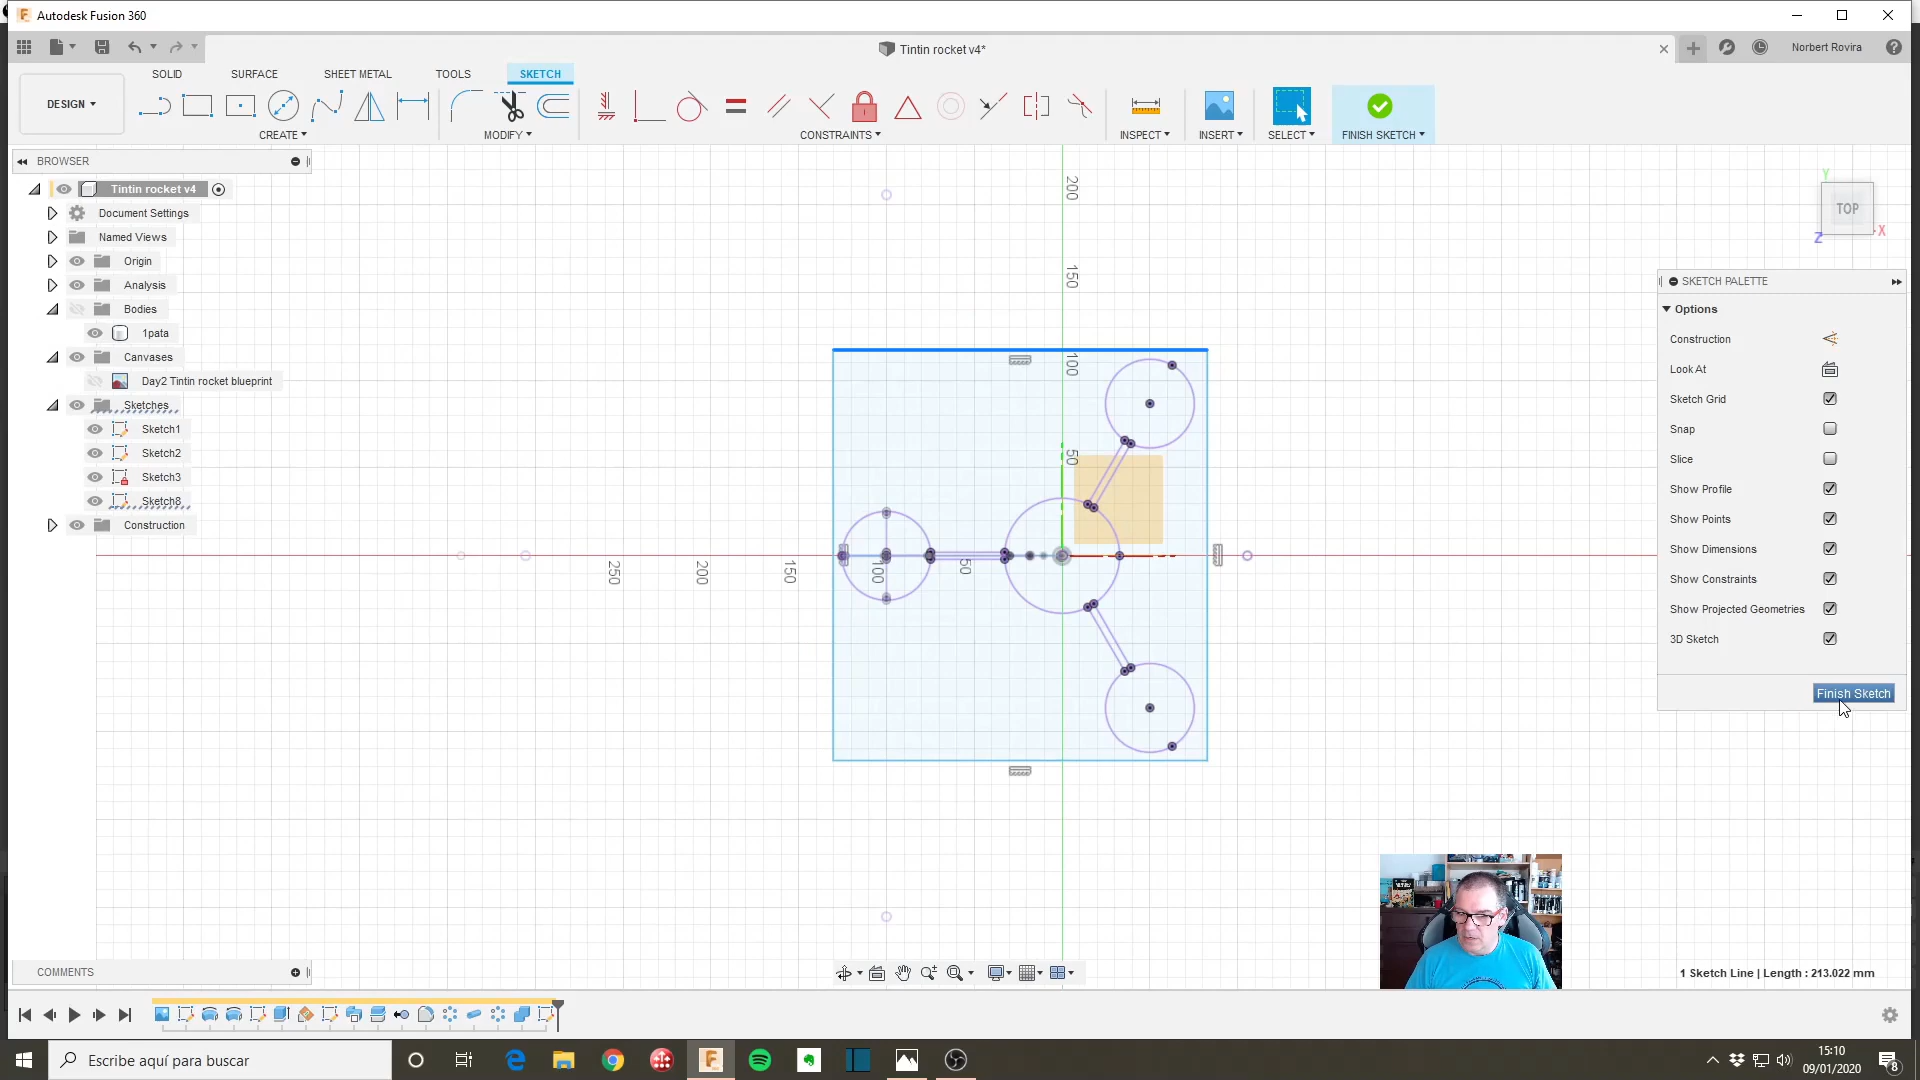 Autodesk Fusion 360
Tintin rocket v4*
Norbert Rovira
SOLID
SURFACE
SHEET METAL
TOOLS
SKETCH
DESIGN
CREATE
MODIFY
CONSTRAINTS
INSPECT
INSERT
SELECT
FINISH SKETCH
BROWSER
Tintin rocket v4
Document Settings
Named Views
Origin
Analysis
Bodies
1pata
Canvases
Day2 Tintin rocket blueprint
Sketches
Sketch1
Sketch2
Sketch3
Sketch8
Construction
200
150
100
50
250
200
150
100
50
Y
TOP
Z
X
SKETCH PALETTE
Options
Construction
Look At
Sketch Grid
Snap
Slice
Show Profile
Show Points
Show Dimensions
Show Constraints
Show Projected Geometries
3D Sketch
Finish Sketch
COMMENTS
1 Sketch Line | Length : 213.022 mm
Escribe aquí para buscar
15:10
09/01/2020
8